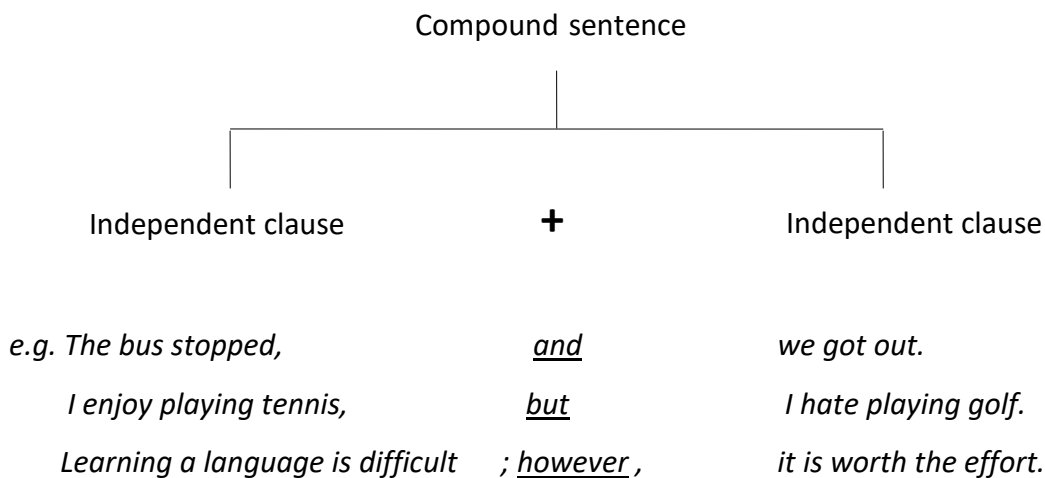 Compound sentence
Independent clause + Independent clause
e.g. The bus stopped, and we got out.
I enjoy playing tennis, but I hate playing golf.
Learning a language is difficult ; however , it is worth the effort.